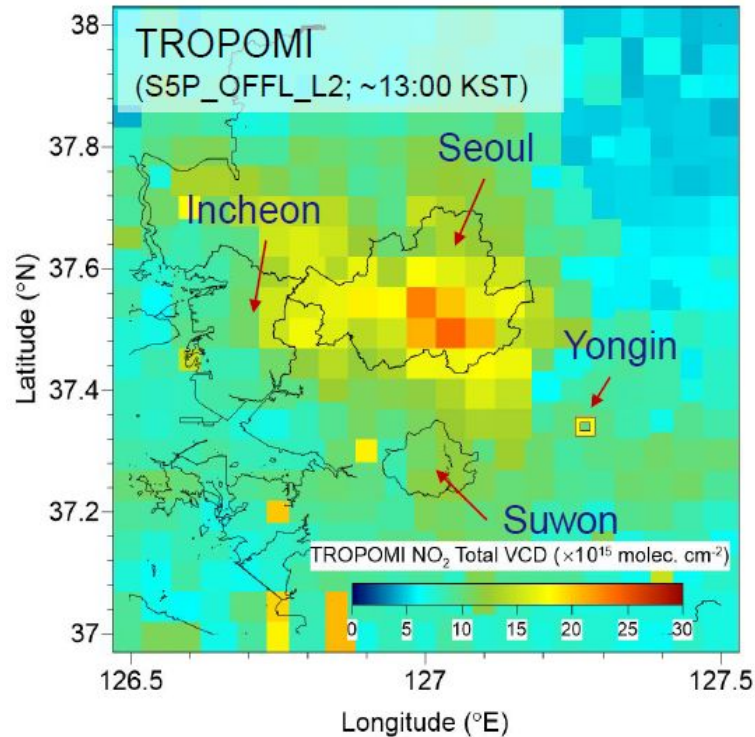 TROPOMI
(S5P_OFFL_L2; ~13:00 KST)
Seoul
Incheon
Yongin
Suwon
TROPOMI NO₂ Total VCD (×10¹⁵ molec. cm⁻²)
0 5 10 15 20 25 30
38
37.8
37.6
37.4
37.2
37
Latitude (°N)
126.5 127 127.5
Longitude (°E)